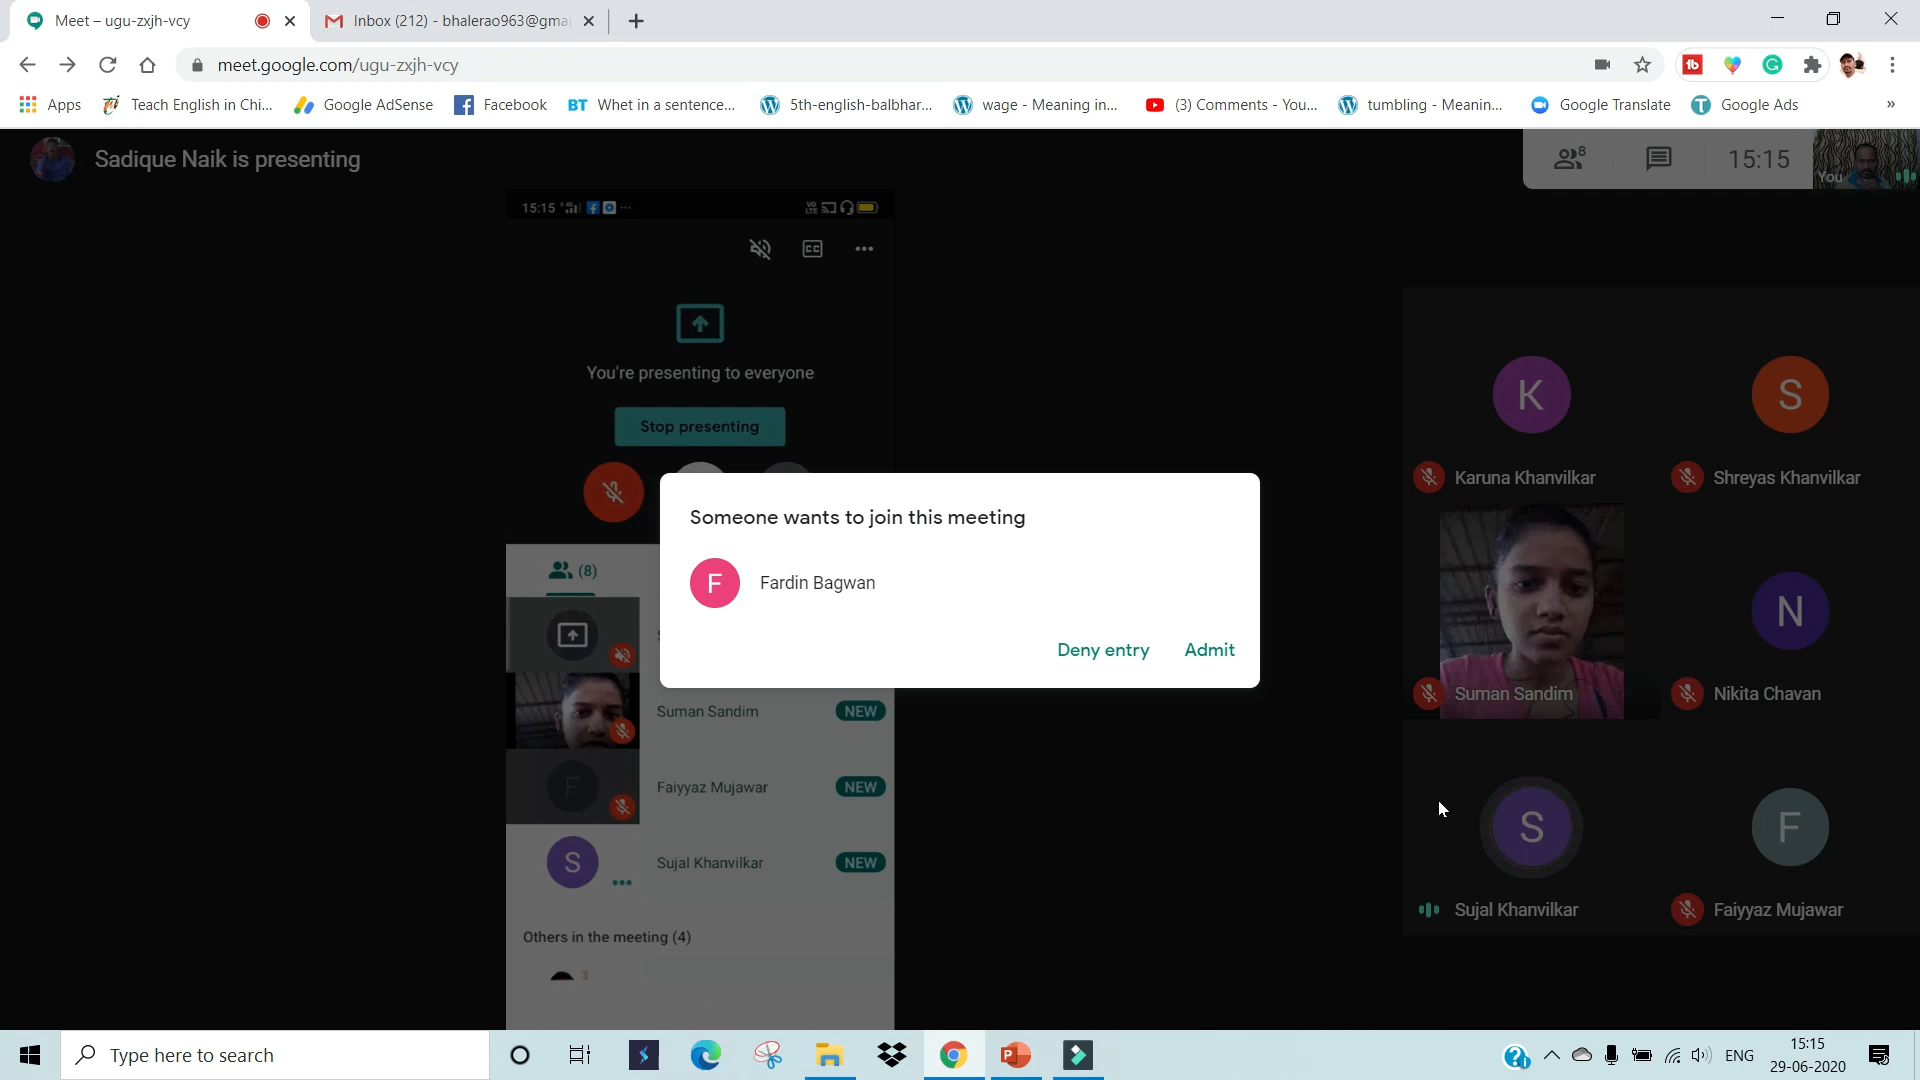 Meet – ugu-zxjh-vcy
Inbox (212) - bhalerao963@gma
meet.google.com/ugu-zxjh-vcy
Apps
Teach English in Chi...
Google AdSense
Facebook
BT
Whet in a sentence...
5th-english-balbhar...
wage - Meaning in...
(3) Comments - You...
tumbling - Meanin...
Google Translate
Google Ads
»
Sadique Naik is presenting
8
15:15
You
15:15
CC
You're presenting to everyone
Stop presenting
(8)
Someone wants to join this meeting
F
Fardin Bagwan
Deny entry
Admit
Suman Sandim
NEW
F
Faiyyaz Mujawar
NEW
S
Sujal Khanvilkar
NEW
Others in the meeting (4)
K
Karuna Khanvilkar
S
Shreyas Khanvilkar
Suman Sandim
N
Nikita Chavan
S
Sujal Khanvilkar
F
Faiyyaz Mujawar
Type here to search
ENG
15:15
29-06-2020